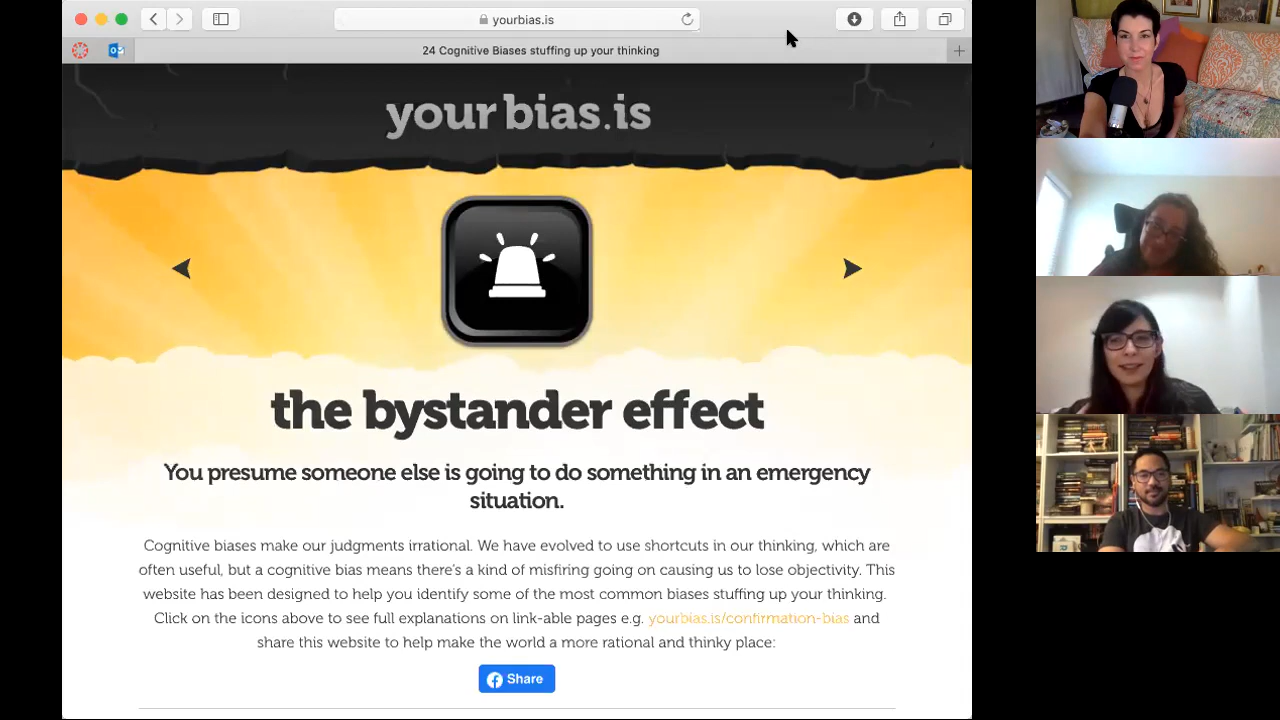 yourbias.is
24 Cognitive Biases stuffing up your thinking
your bias.is
the bystander effect
You presume someone else is going to do something in an emergency
situation.
Cognitive biases make our judgments irrational. We have evolved to use shortcuts in our thinking, which are
often useful, but a cognitive bias means there's a kind of misfiring going on causing us to lose objectivity. This
website has been designed to help you identify some of the most common biases stuffing up your thinking.
Click on the icons above to see full explanations on link-able pages e.g. yourbias.is/confirmation-bias and
share this website to help make the world a more rational and thinky place:
Share